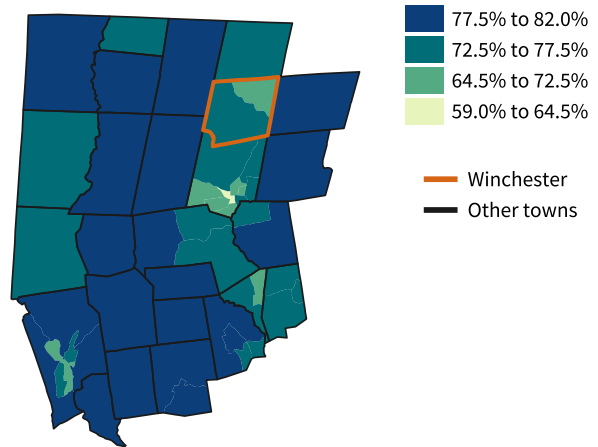 77.5% to 82.0%
72.5% to 77.5%
64.5% to 72.5%
59.0% to 64.5%
Winchester
Other towns